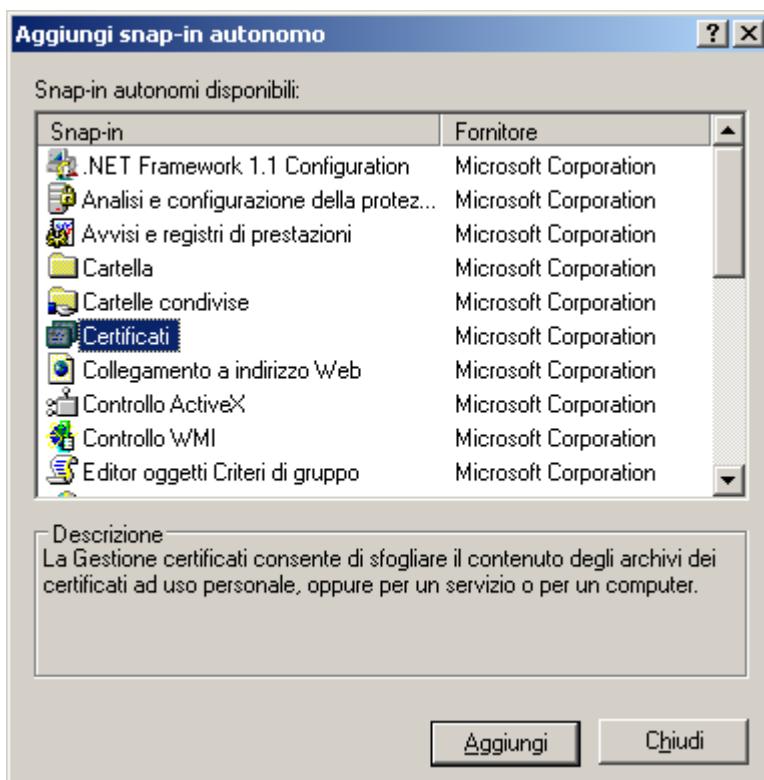 Aggiungi snap-in autonomo
Snap-in autonomi disponibili:
Snap-in Fornitore
.NET Framework 1.1 Configuration Microsoft Corporation
Analisi e configurazione della protez... Microsoft Corporation
Avvisi e registri di prestazioni Microsoft Corporation
Cartella Microsoft Corporation
Cartelle condivise Microsoft Corporation
Certificati Microsoft Corporation
Collegamento a indirizzo Web Microsoft Corporation
Controllo ActiveX Microsoft Corporation
Controllo WMI Microsoft Corporation
Editor oggetti Criteri di gruppo Microsoft Corporation
Descrizione
La Gestione certificati consente di sfogliare il contenuto degli archivi dei
certificati ad uso personale, oppure per un servizio o per un computer.
Aggiungi Chiudi